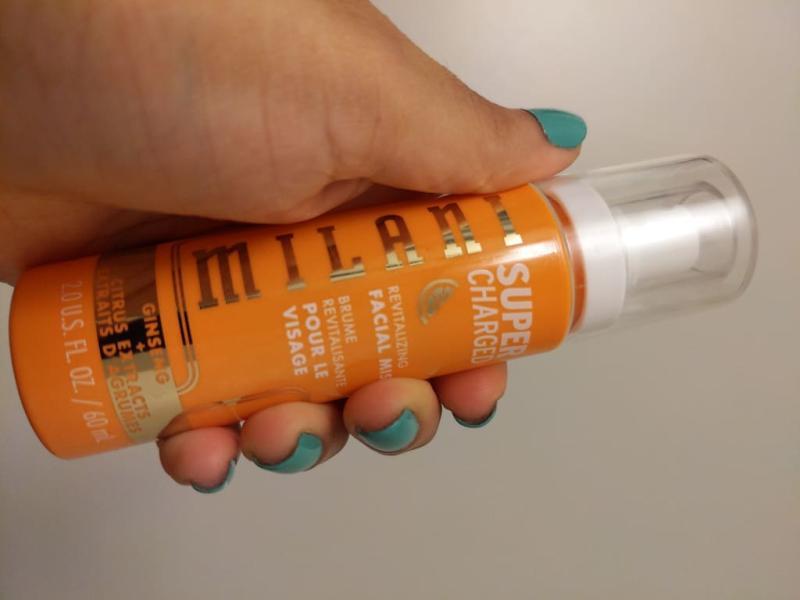 MILANI
SUPER
CHARGED
REVITALIZING
FACIAL
BRUME
REVITALISANTE
POUR LE
VISAGE
GINSENG
+
CITRUS EXTRACTS
EXTRAITS D'AGRUMES
2.0 U.S. FL. OZ. / 60 mL